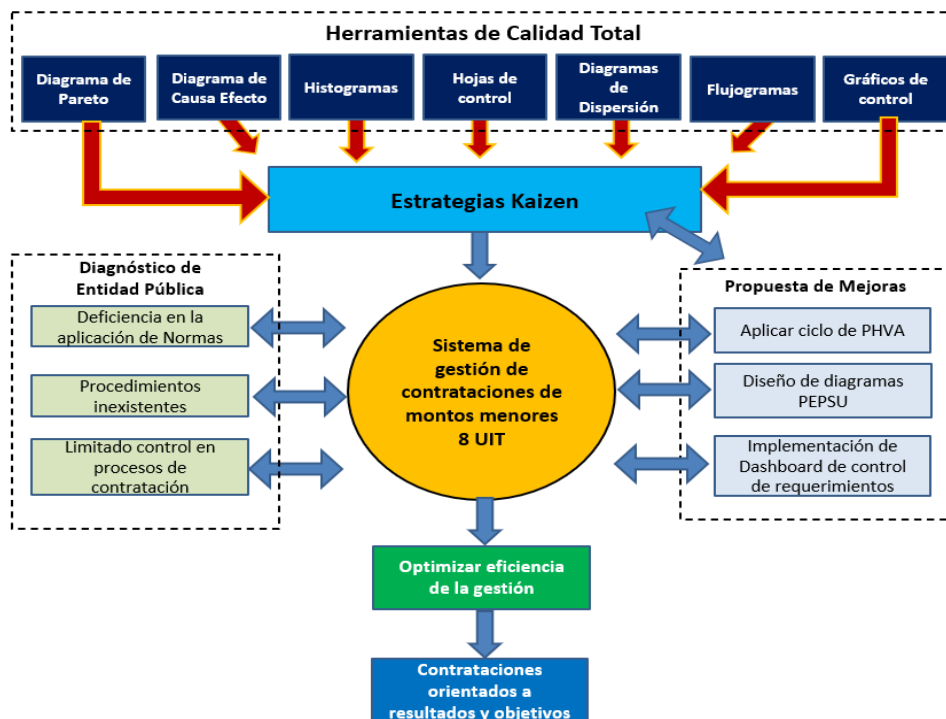 Herramientas de Calidad Total
Diagrama de
Pareto
Diagrama de
Causa Efecto
Histogramas
Hojas de
control
Diagramas
de
Dispersión
Flujogramas
Gráficos de
control
Estrategias Kaizen
Diagnóstico de
Entidad Pública
Deficiencia en la
aplicación de Normas
Procedimientos
inexistentes
Limitado control en
procesos de
contratación
Sistema de
gestión de
contrataciones de
montos menores
8 UIT
Propuesta de Mejoras
Aplicar ciclo de PHVA
Diseño de diagramas
PEPSU
Implementación de
Dashboard de control
de requerimientos
Optimizar eficiencia
de la gestión
Contrataciones
orientados a
resultados y objetivos